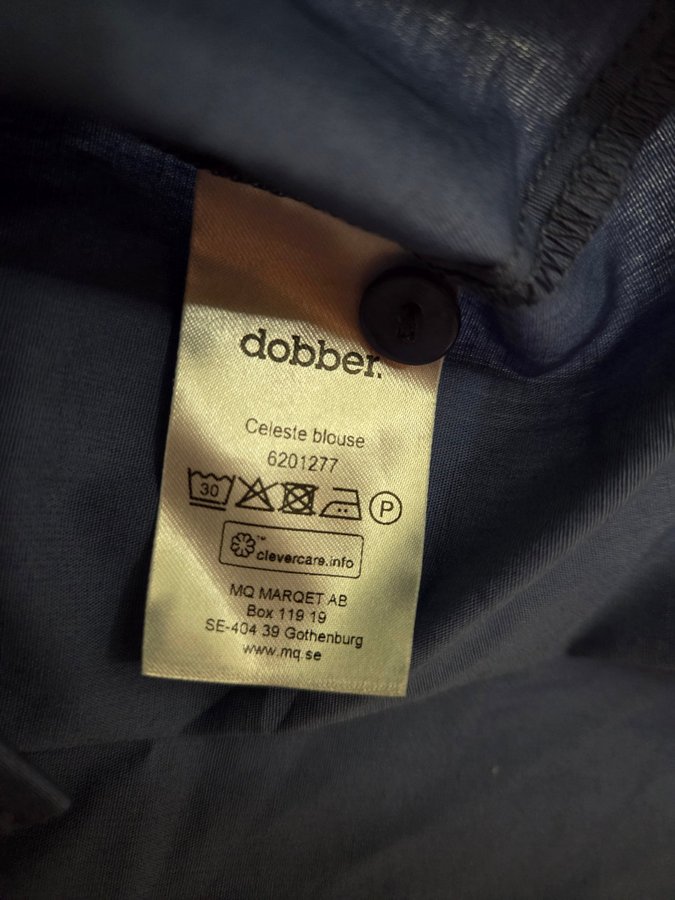 dobber.
Celeste blouse
6201277
30 P
™ clevercare.info
MQ MARQET AB
Box 119 19
SE-404 39 Gothenburg
www.mq.se